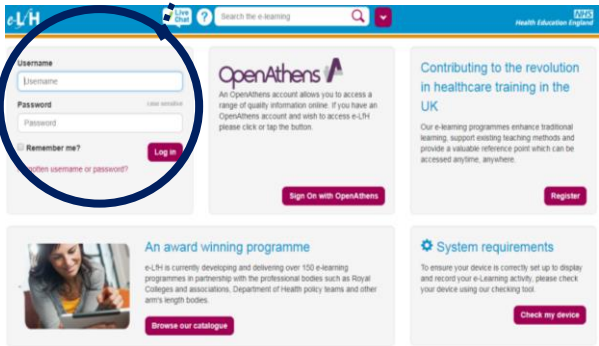 e-LfH
Live
Chat
?
Search the e-learning
NHS
Health Education England
Username
Username
Password
case sensitive
Password
Remember me?
Log in
Forgotten username or password?
OpenAthens
An OpenAthens account allows you to access a
range of quality information online. If you have an
OpenAthens account and wish to access e-LfH
please click or tap the button.
Sign On with OpenAthens
Contributing to the revolution
in healthcare training in the
UK
Our e-learning programmes enhance traditional
learning, support existing teaching methods and
provide a valuable reference point which can be
accessed anytime, anywhere.
Register
An award winning programme
e-LfH is currently developing and delivering over 150 e-learning
programmes in partnership with the professional bodies such as Royal
Colleges and associations, Department of Health policy teams and other
arm's length bodies.
Browse our catalogue
System requirements
To ensure your device is correctly set up to display
and record your e-Learning activity, please check
your device using our checking tool.
Check my device